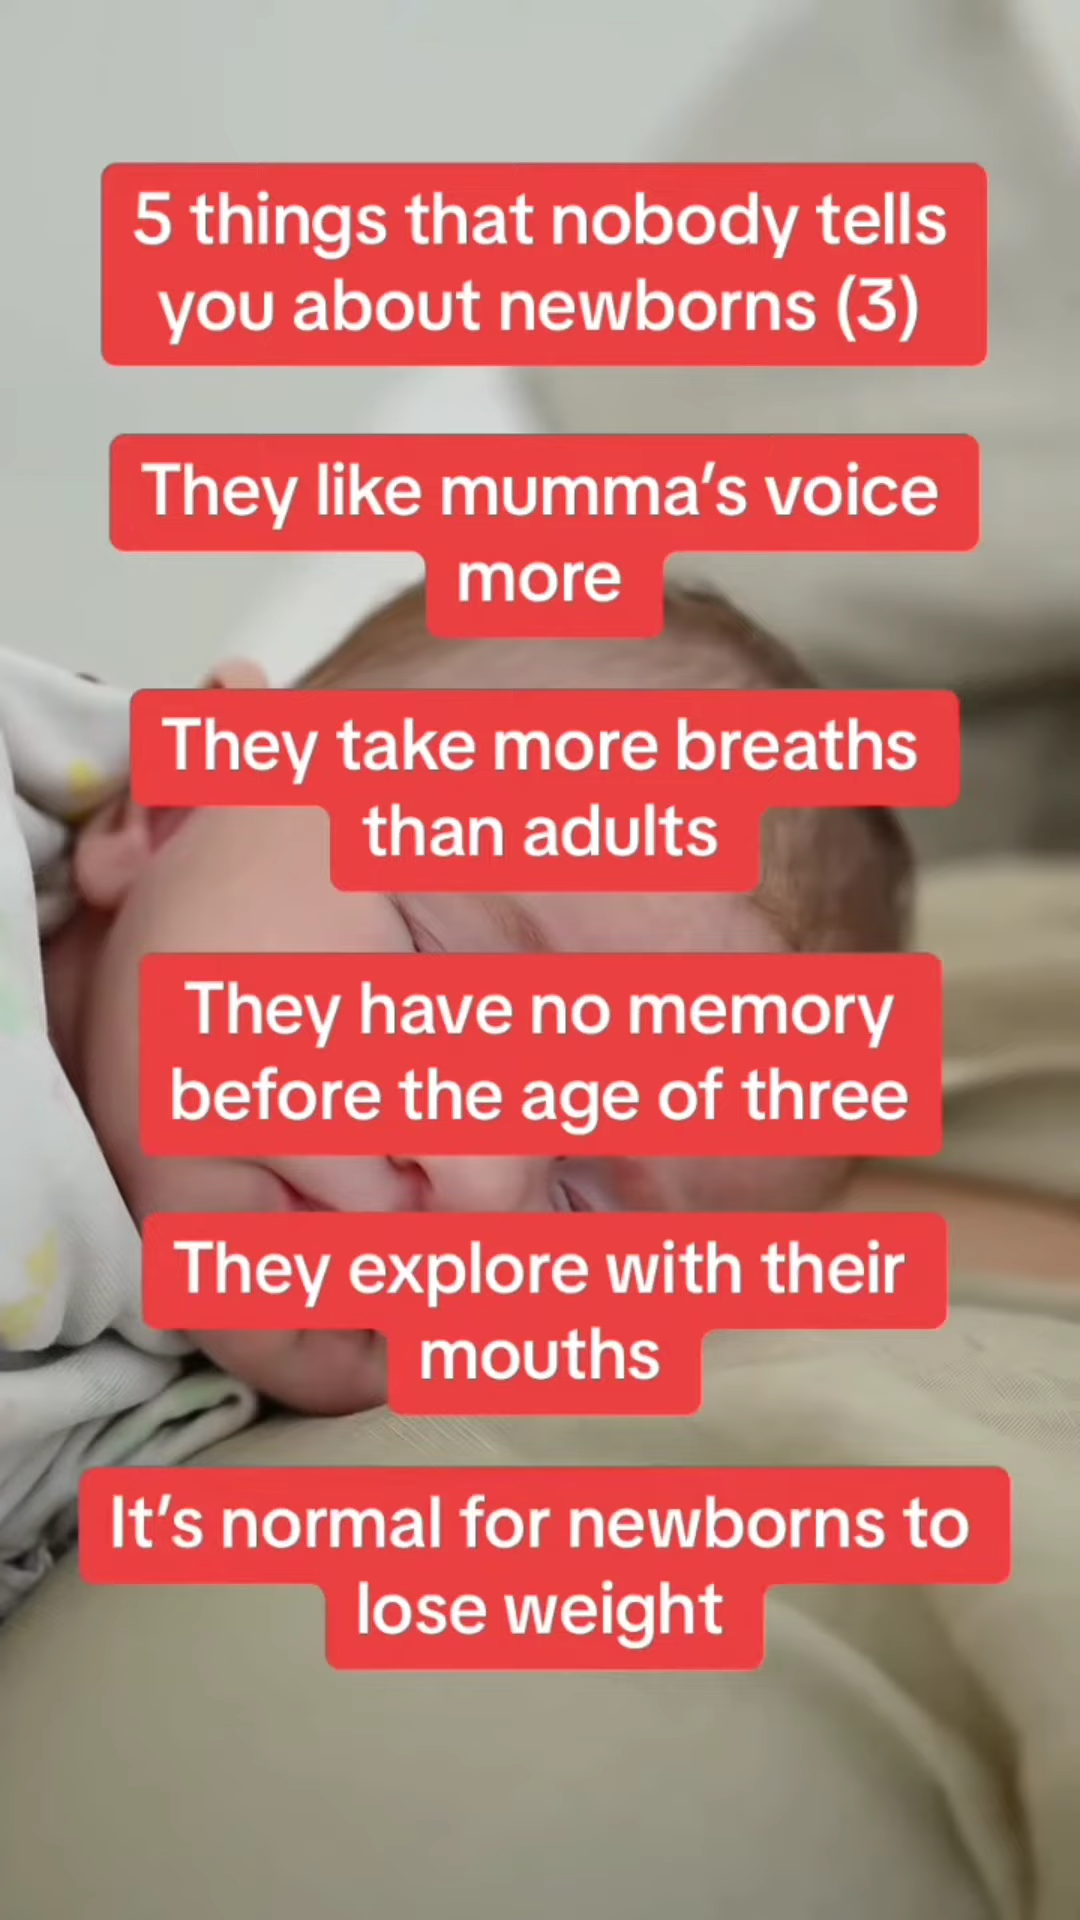 5 things that nobody tells
you about newborns (3)
They like mumma’s voice
more
They take more breaths
than adults
They have no memory
before the age of three
They explore with their
mouths
It’s normal for newborns to
lose weight